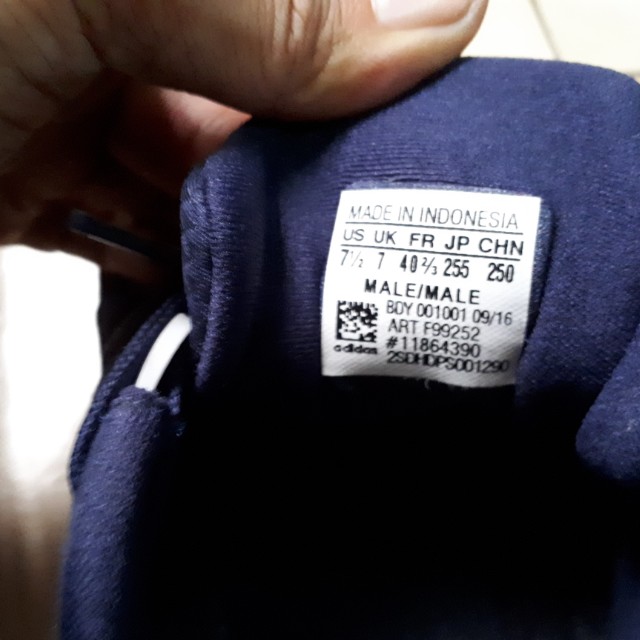 MADE IN INDONESIA
US UK FR JP CHN
7½ 7 40⅔ 255 250
MALE/MALE
BDY 001001 09/16
ART F99252
#11864390
adidas 2SDHDPS001290